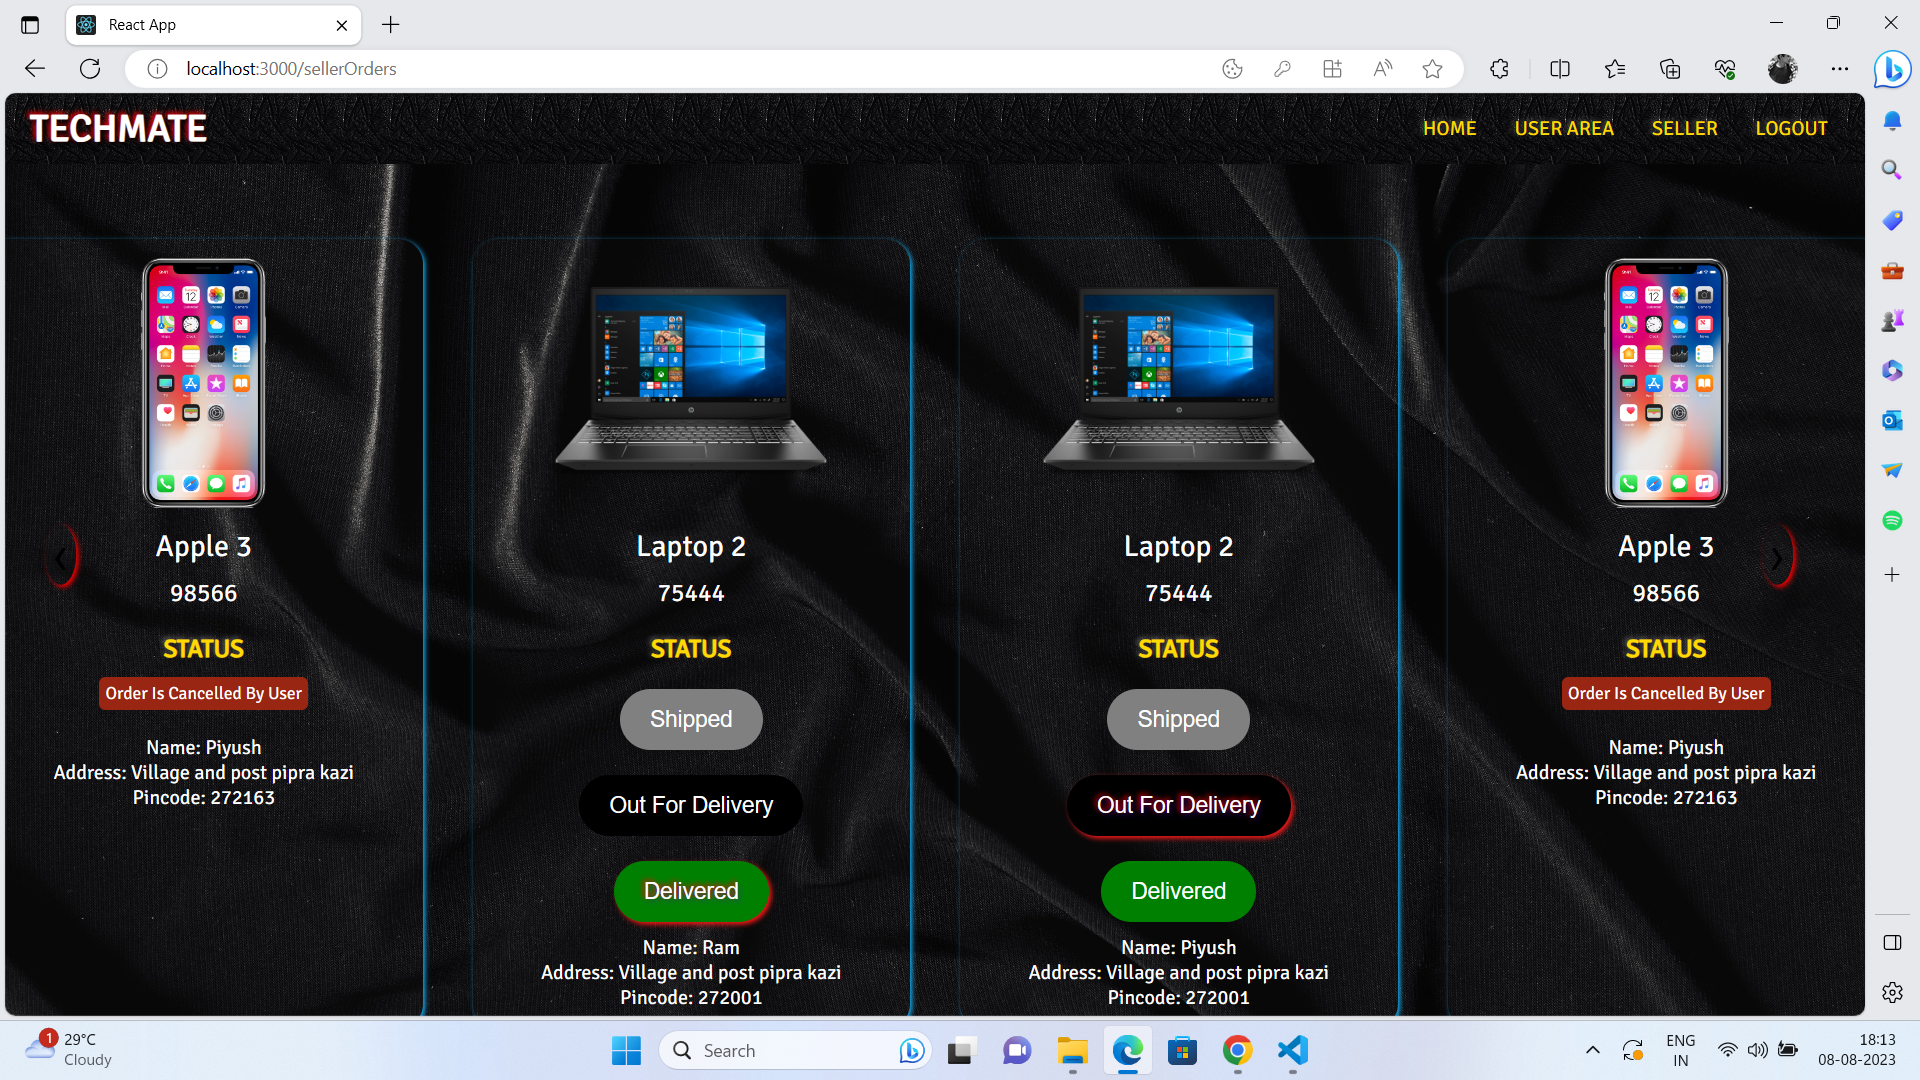 React App
localhost:3000/sellerOrders
TECHMATE
HOME
USER AREA
SELLER
LOGOUT
Apple 3
98566
STATUS
Order Is Cancelled By User
Name: Piyush
Address: Village and post pipra kazi
Pincode: 272163
Laptop 2
75444
STATUS
Shipped
Out For Delivery
Delivered
Name: Ram
Address: Village and post pipra kazi
Pincode: 272001
Laptop 2
75444
STATUS
Shipped
Out For Delivery
Delivered
Name: Piyush
Address: Village and post pipra kazi
Pincode: 272001
Apple 3
98566
STATUS
Order Is Cancelled By User
Name: Piyush
Address: Village and post pipra kazi
Pincode: 272163
1
29°C
Cloudy
Search
ENG
IN
18:13
08-08-2023